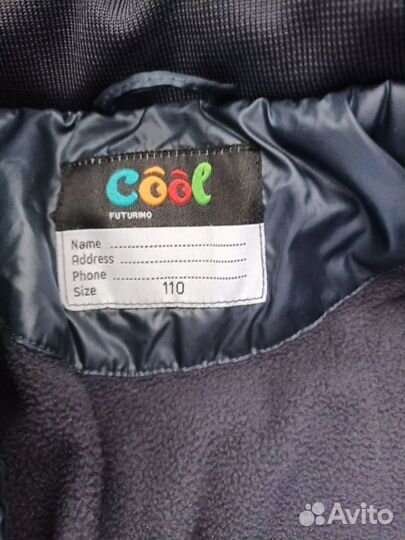 côôl
FUTURINO
Name ........................
Address ...................
Phone ......................
Size 110
Avito